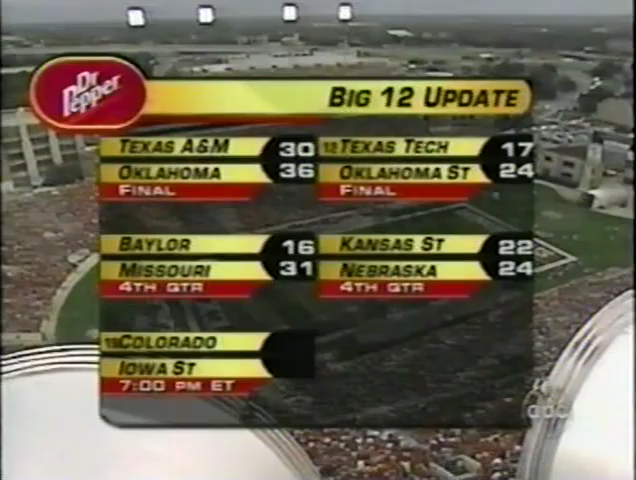 Dr Pepper
BIG 12 UPDATE
TEXAS A&M 30
OKLAHOMA 36
FINAL
12 TEXAS TECH 17
OKLAHOMA ST 24
FINAL
BAYLOR 16
MISSOURI 31
4TH QTR
KANSAS ST 22
NEBRASKA 24
4TH QTR
COLORADO
IOWA ST
7:00 PM ET
abc